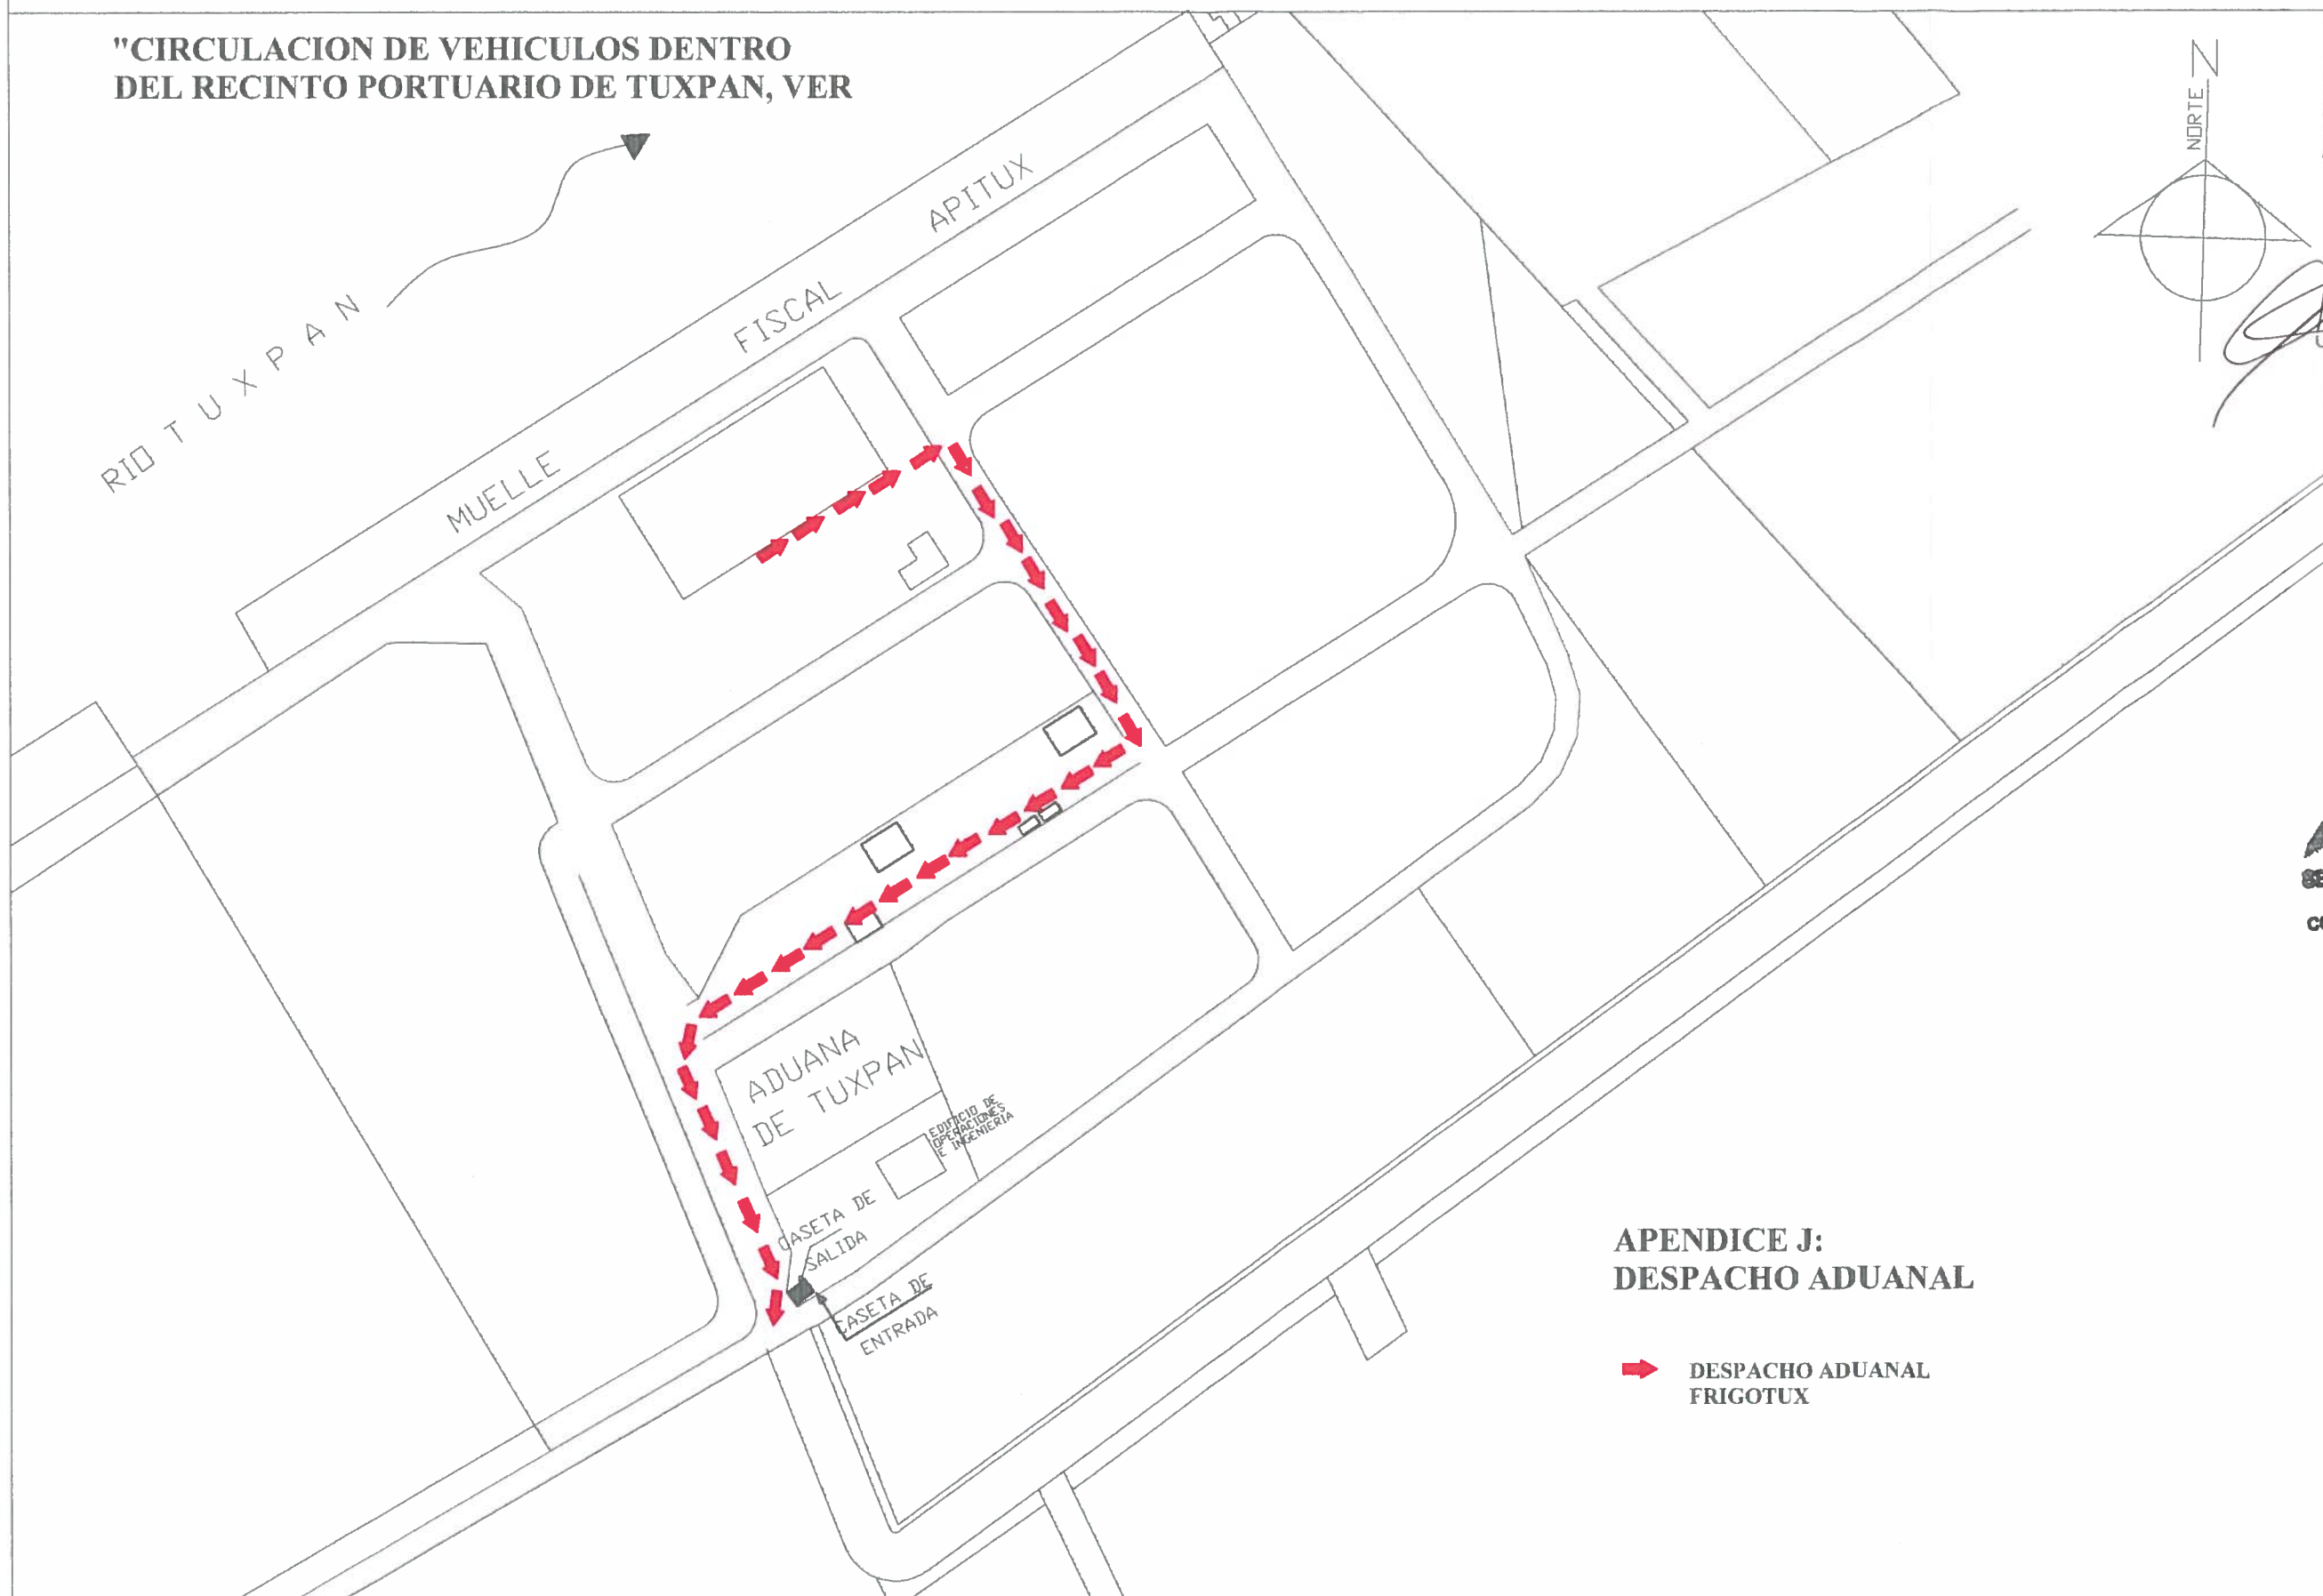 "CIRCULACION DE VEHICULOS DENTRO
DEL RECINTO PORTUARIO DE TUXPAN, VER
NORTE
N
RIO TUXPAN
MUELLE FISCAL APITUX
ADUANA
DE TUXPAN
EDIFICIO DE
OPERACIONES
E INGENIERIA
CASETA DE
SALIDA
CASETA DE
ENTRADA
APENDICE J:
DESPACHO ADUANAL
DESPACHO ADUANAL
FRIGOTUX